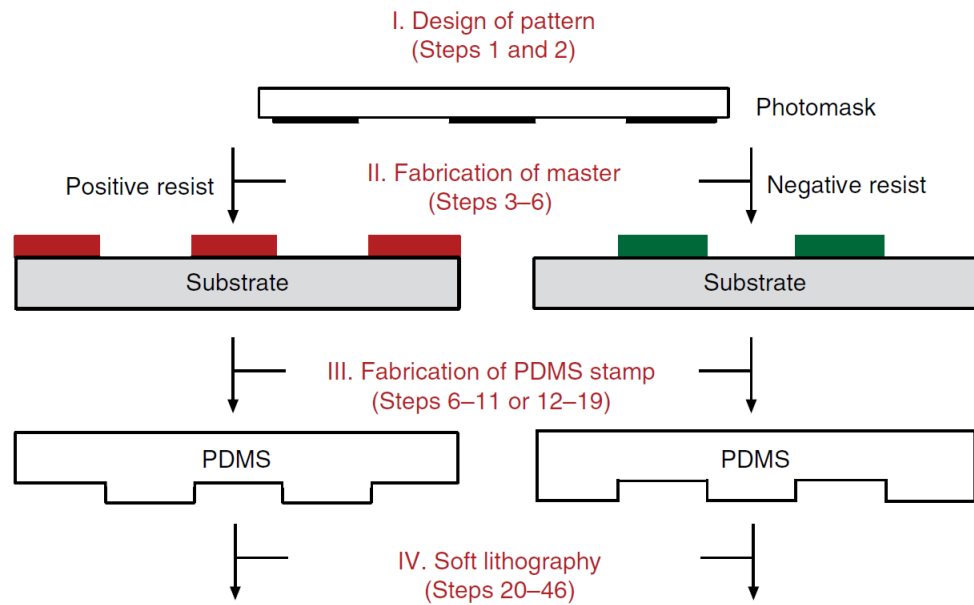 I. Design of pattern
(Steps 1 and 2)
Photomask
Positive resist
II. Fabrication of master
(Steps 3–6)
Negative resist
Substrate
Substrate
III. Fabrication of PDMS stamp
(Steps 6–11 or 12–19)
PDMS
PDMS
IV. Soft lithography
(Steps 20–46)